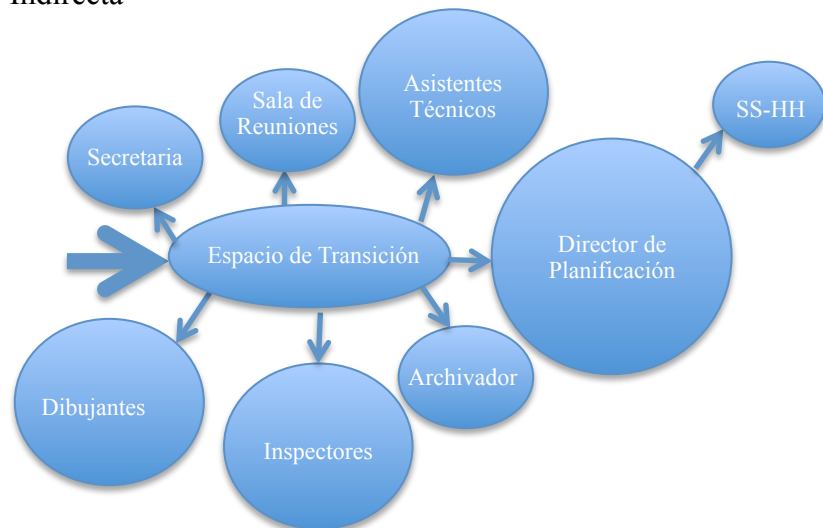 Indirecta
Asistentes
Técnicos
Sala de
Reuniones
SS-HH
Secretaria
Espacio de Transición
Director de
Planificación
Archivador
Dibujantes
Inspectores